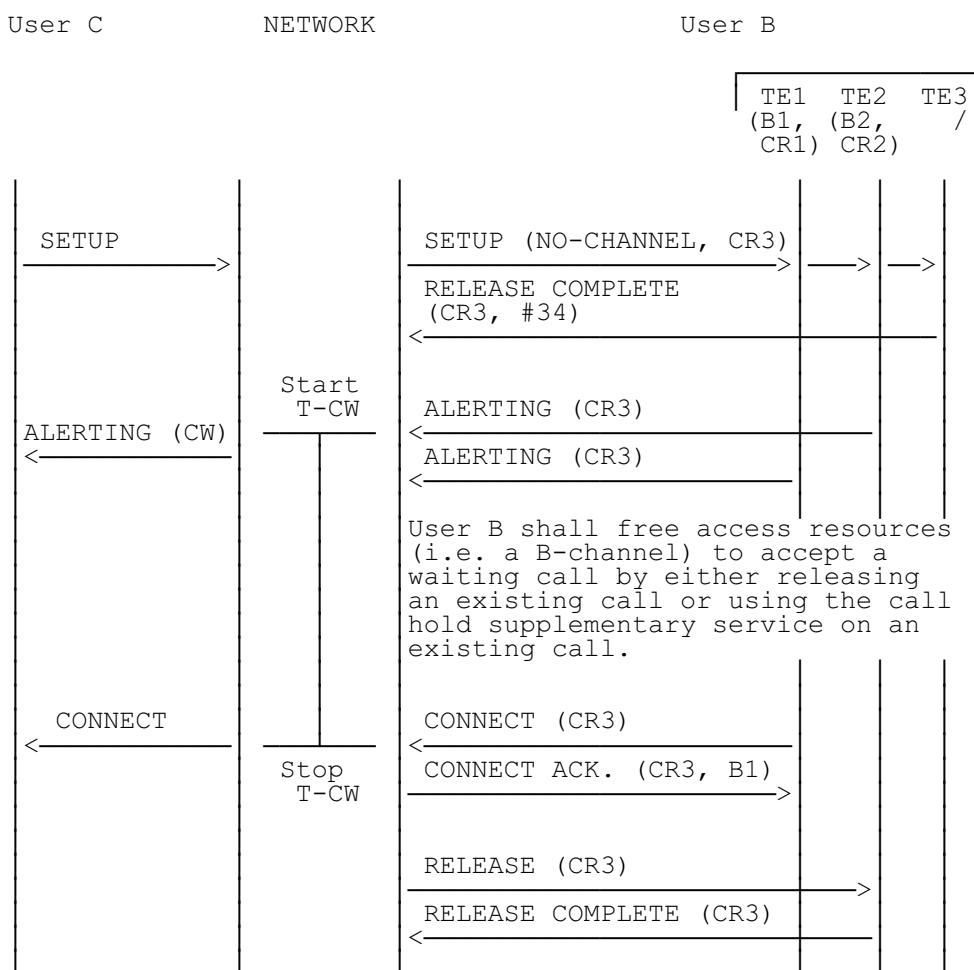 User C NETWORK User B
TE1 TE2 TE3
(B1, (B2, /
CR1) CR2)
SETUP SETUP (NO-CHANNEL, CR3)
RELEASE COMPLETE
(CR3, #34)
Start
T-CW ALERTING (CR3)
ALERTING (CW)
ALERTING (CR3)
User B shall free access resources
(i.e. a B-channel) to accept a
waiting call by either releasing
an existing call or using the call
hold supplementary service on an
existing call.
CONNECT CONNECT (CR3)
Stop CONNECT ACK. (CR3, B1)
T-CW
RELEASE (CR3)
RELEASE COMPLETE (CR3)